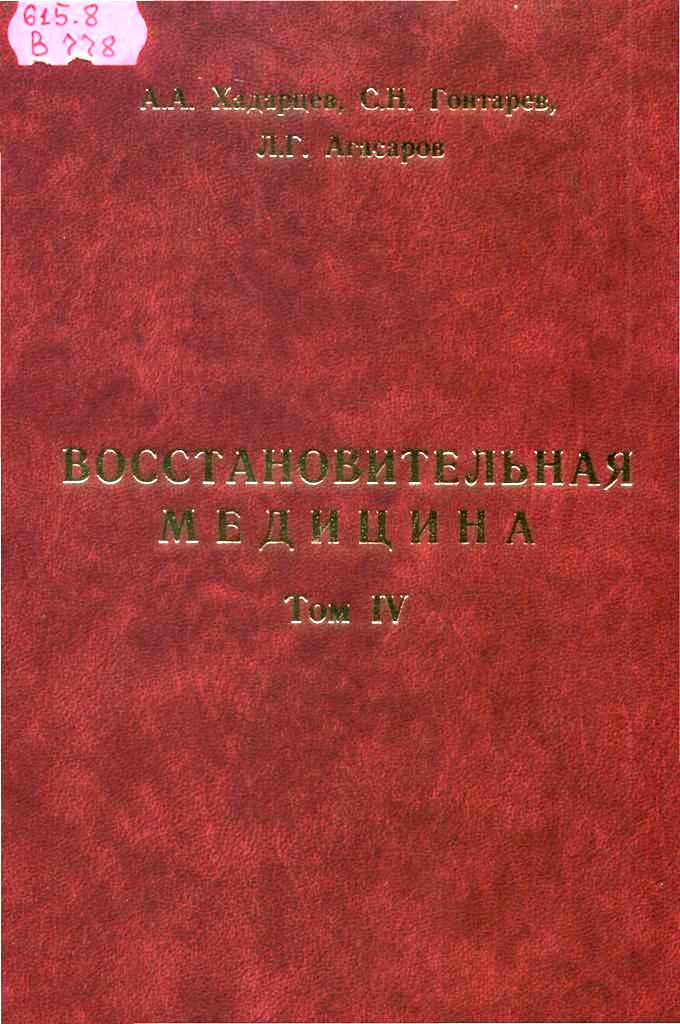 615.8
В 778
А.А. Хадарцев, С.Н. Гонтарев,
Л.Г. Агасаров
ВОССТАНОВИТЕЛЬНАЯ
МЕДИЦИНА
Том IV